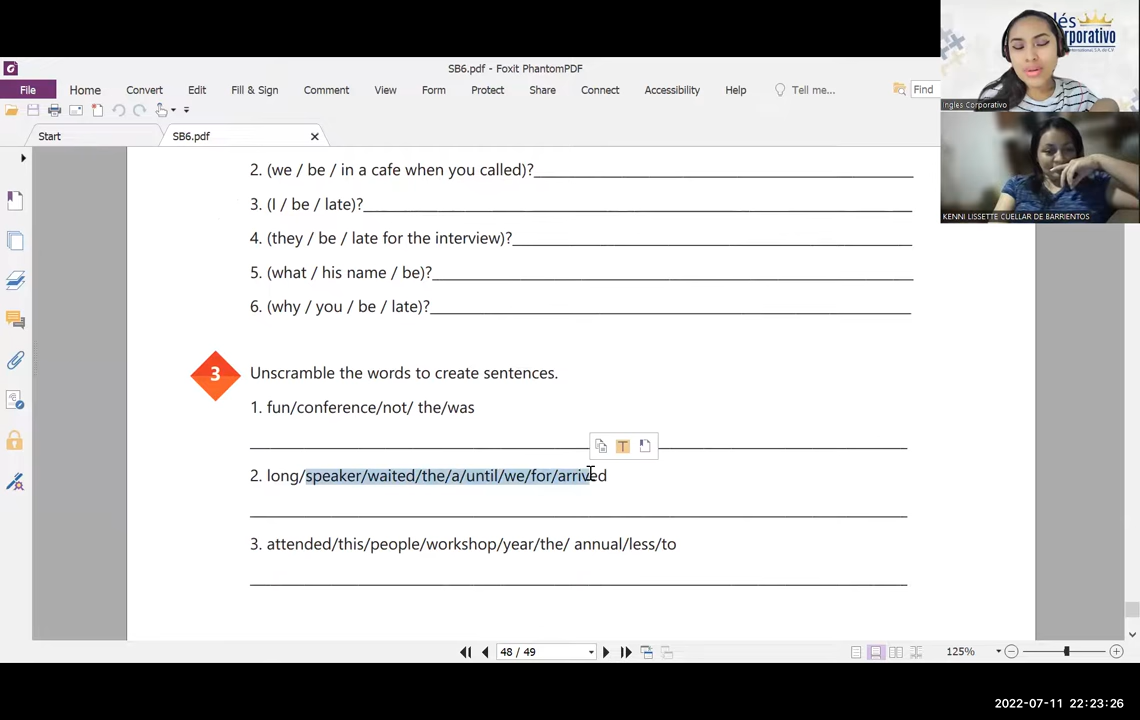 és
orporativo
International S.A. de C.V
Ingles Corporativo
KENNI LISSETTE CUELLAR DE BARRIENTOS
SB6.pdf - Foxit PhantomPDF
File Home Convert Edit Fill & Sign Comment View Form Protect Share Connect Accessibility Help Tell me... Find
Start SB6.pdf
2. (we / be / in a cafe when you called)?
3. (I / be / late)?
4. (they / be / late for the interview)?
5. (what / his name / be)?
6. (why / you / be / late)?
3 Unscramble the words to create sentences.
1. fun/conference/not/ the/was
2. long/speaker/waited/the/a/until/we/for/arrived
3. attended/this/people/workshop/year/the/ annual/less/to
48 / 49 125%
2022-07-11 22:23:26